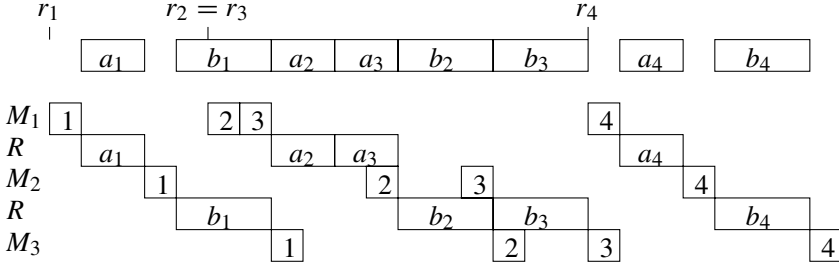 r₁ r₂ = r₃ r₄
a₁ b₁ a₂ a₃ b₂ b₃ a₄ b₄
M₁ 1 2 3 4
R a₁ a₂ a₃ a₄
M₂ 1 2 3 4
R b₁ b₂ b₃ b₄
M₃ 1 2 3 4